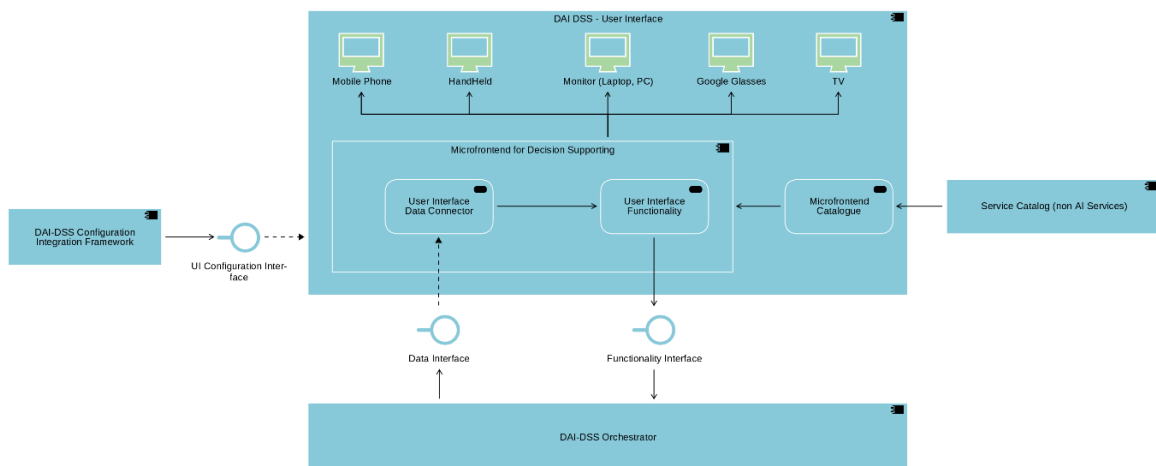 DAI DSS - User Interface
Mobile Phone
HandHeld
Monitor (Laptop, PC)
Google Glasses
TV
Microfrontend for Decision Supporting
User Interface
Data Connector
User Interface
Functionality
Microfrontend
Catalogue
Service Catalog (non AI Services)
DAI-DSS Configuration
Integration Framework
UI Configuration Inter-
face
Data Interface
Functionality Interface
DAI-DSS Orchestrator